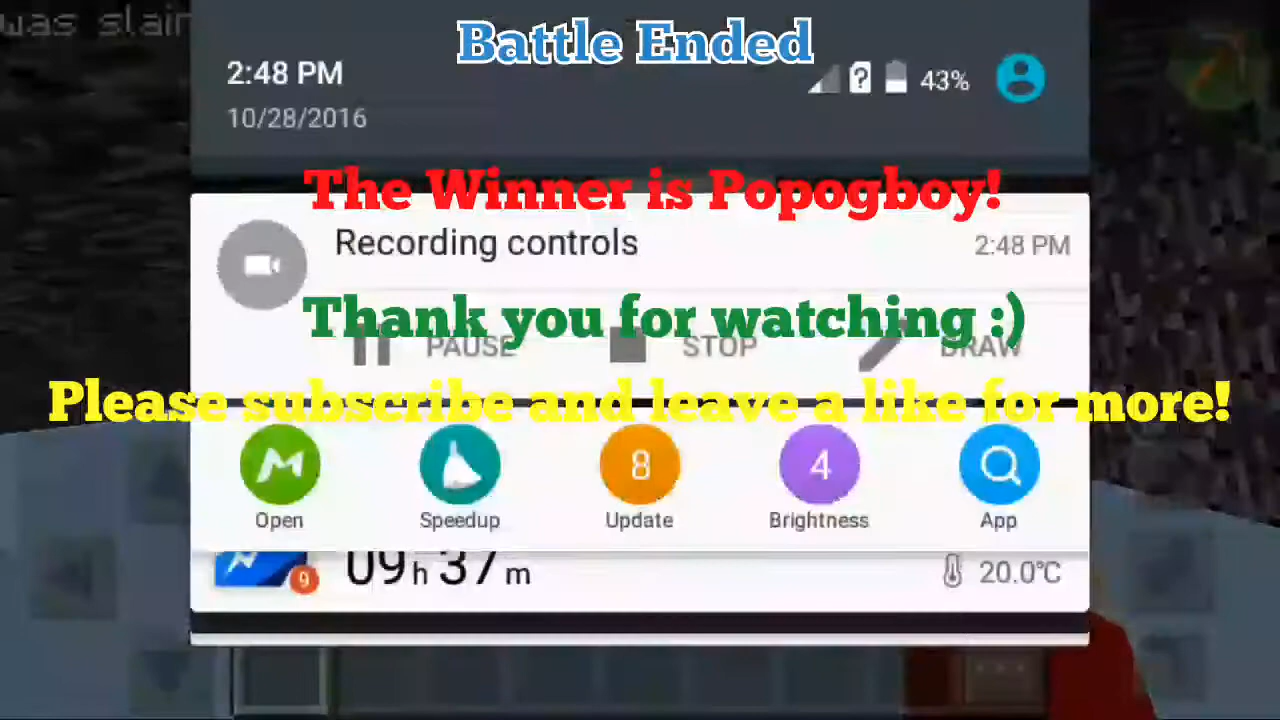 was slain
Battle Ended
2:48 PM
43%
10/28/2016
The Winner is Popogboy!
Recording controls
2:48 PM
Thank you for watching :)
PAUSE STOP DRAW
Please subscribe and leave a like for more!
8 4
Open Speedup Update Brightness App
9 09 h 37 m 20.0°C